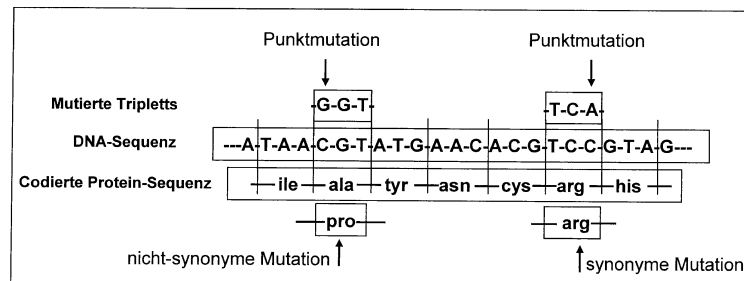 Punktmutation Punktmutation
Mutierte Tripletts -G-G-T- -T-C-A-
DNA-Sequenz ---A-T-A-A-C-G-T-A-T-G-A-A-C-A-C-G-T-C-C-G-T-A-G---
Codierte Protein-Sequenz ile ala tyr asn cys arg his
pro arg
nicht-synonyme Mutation synonyme Mutation